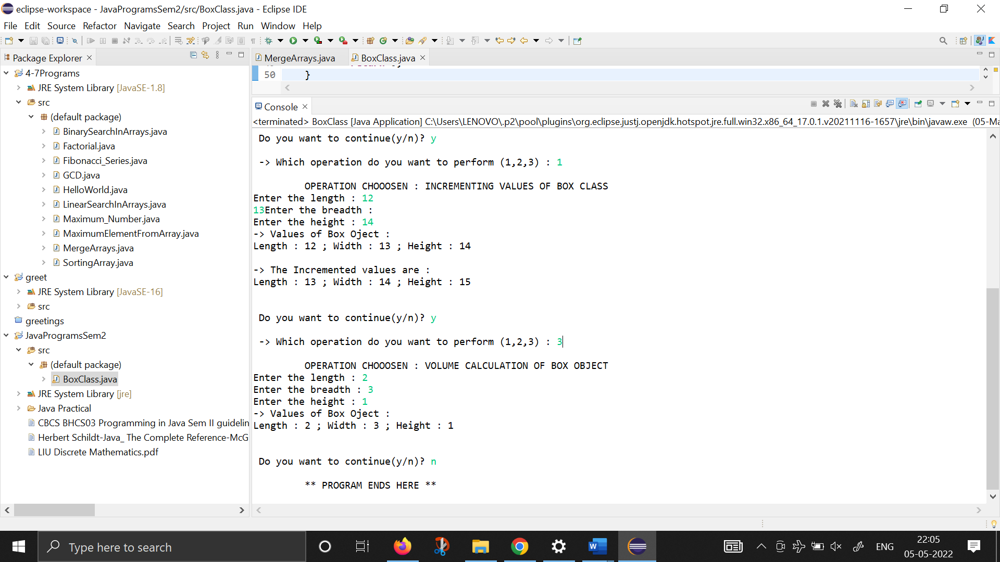 eclipse-workspace - JavaProgramsSem2/src/BoxClass.java - Eclipse IDE
File Edit Source Refactor Navigate Search Project Run Window Help
Package Explorer
4-7Programs
JRE System Library [JavaSE-1.8]
src
(default package)
BinarySearchInArrays.java
Factorial.java
Fibonacci_Series.java
GCD.java
HelloWorld.java
LinearSearchInArrays.java
Maximum_Number.java
MaximumElementFromArray.java
MergeArrays.java
SortingArray.java
greet
JRE System Library [JavaSE-16]
src
greetings
JavaProgramsSem2
src
(default package)
BoxClass.java
JRE System Library [jre]
Java Practical
CBCS BHCS03 Programming in Java Sem II guidelin
Herbert Schildt-Java_ The Complete Reference-McG
LIU Discrete Mathematics.pdf
MergeArrays.java BoxClass.java
50 }
Console
<terminated> BoxClass [Java Application] C:\Users\LENOVO\.p2\pool\plugins\org.eclipse.justj.openjdk.hotspot.jre.full.win32.x86_64_17.0.1.v20211116-1657\jre\bin\javaw.exe (05-Ma
Do you want to continue(y/n)? y
-> Which operation do you want to perform (1,2,3) : 1
OPERATION CHOOOSEN : INCREMENTING VALUES OF BOX CLASS
Enter the length : 12
13Enter the breadth :
Enter the height : 14
-> Values of Box Oject :
Length : 12 ; Width : 13 ; Height : 14
-> The Incremented values are :
Length : 13 ; Width : 14 ; Height : 15
Do you want to continue(y/n)? y
-> Which operation do you want to perform (1,2,3) : 3
OPERATION CHOOOSEN : VOLUME CALCULATION OF BOX OBJECT
Enter the length : 2
Enter the breadth : 3
Enter the height : 1
-> Values of Box Oject :
Length : 2 ; Width : 3 ; Height : 1
Do you want to continue(y/n)? n
** PROGRAM ENDS HERE **
Type here to search
ENG
22:05
05-05-2022